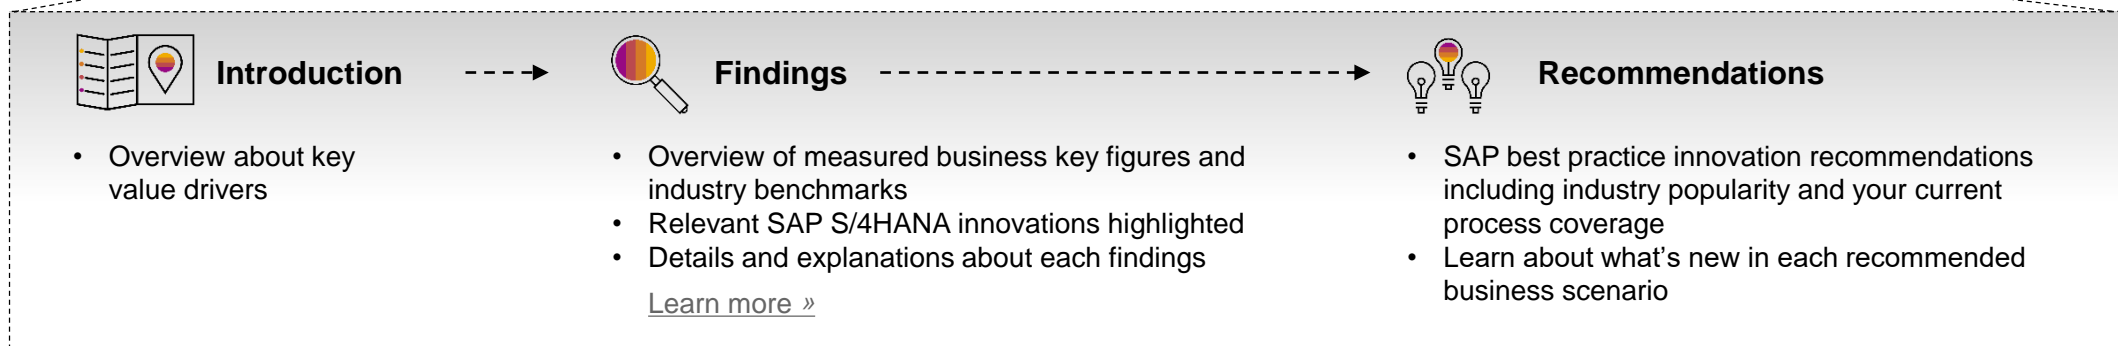 Introduction
Findings
Recommendations
• Overview about key
value drivers
• Overview of measured business key figures and
industry benchmarks
• Relevant SAP S/4HANA innovations highlighted
• Details and explanations about each findings
Learn more »
• SAP best practice innovation recommendations
including industry popularity and your current
process coverage
• Learn about what’s new in each recommended
business scenario